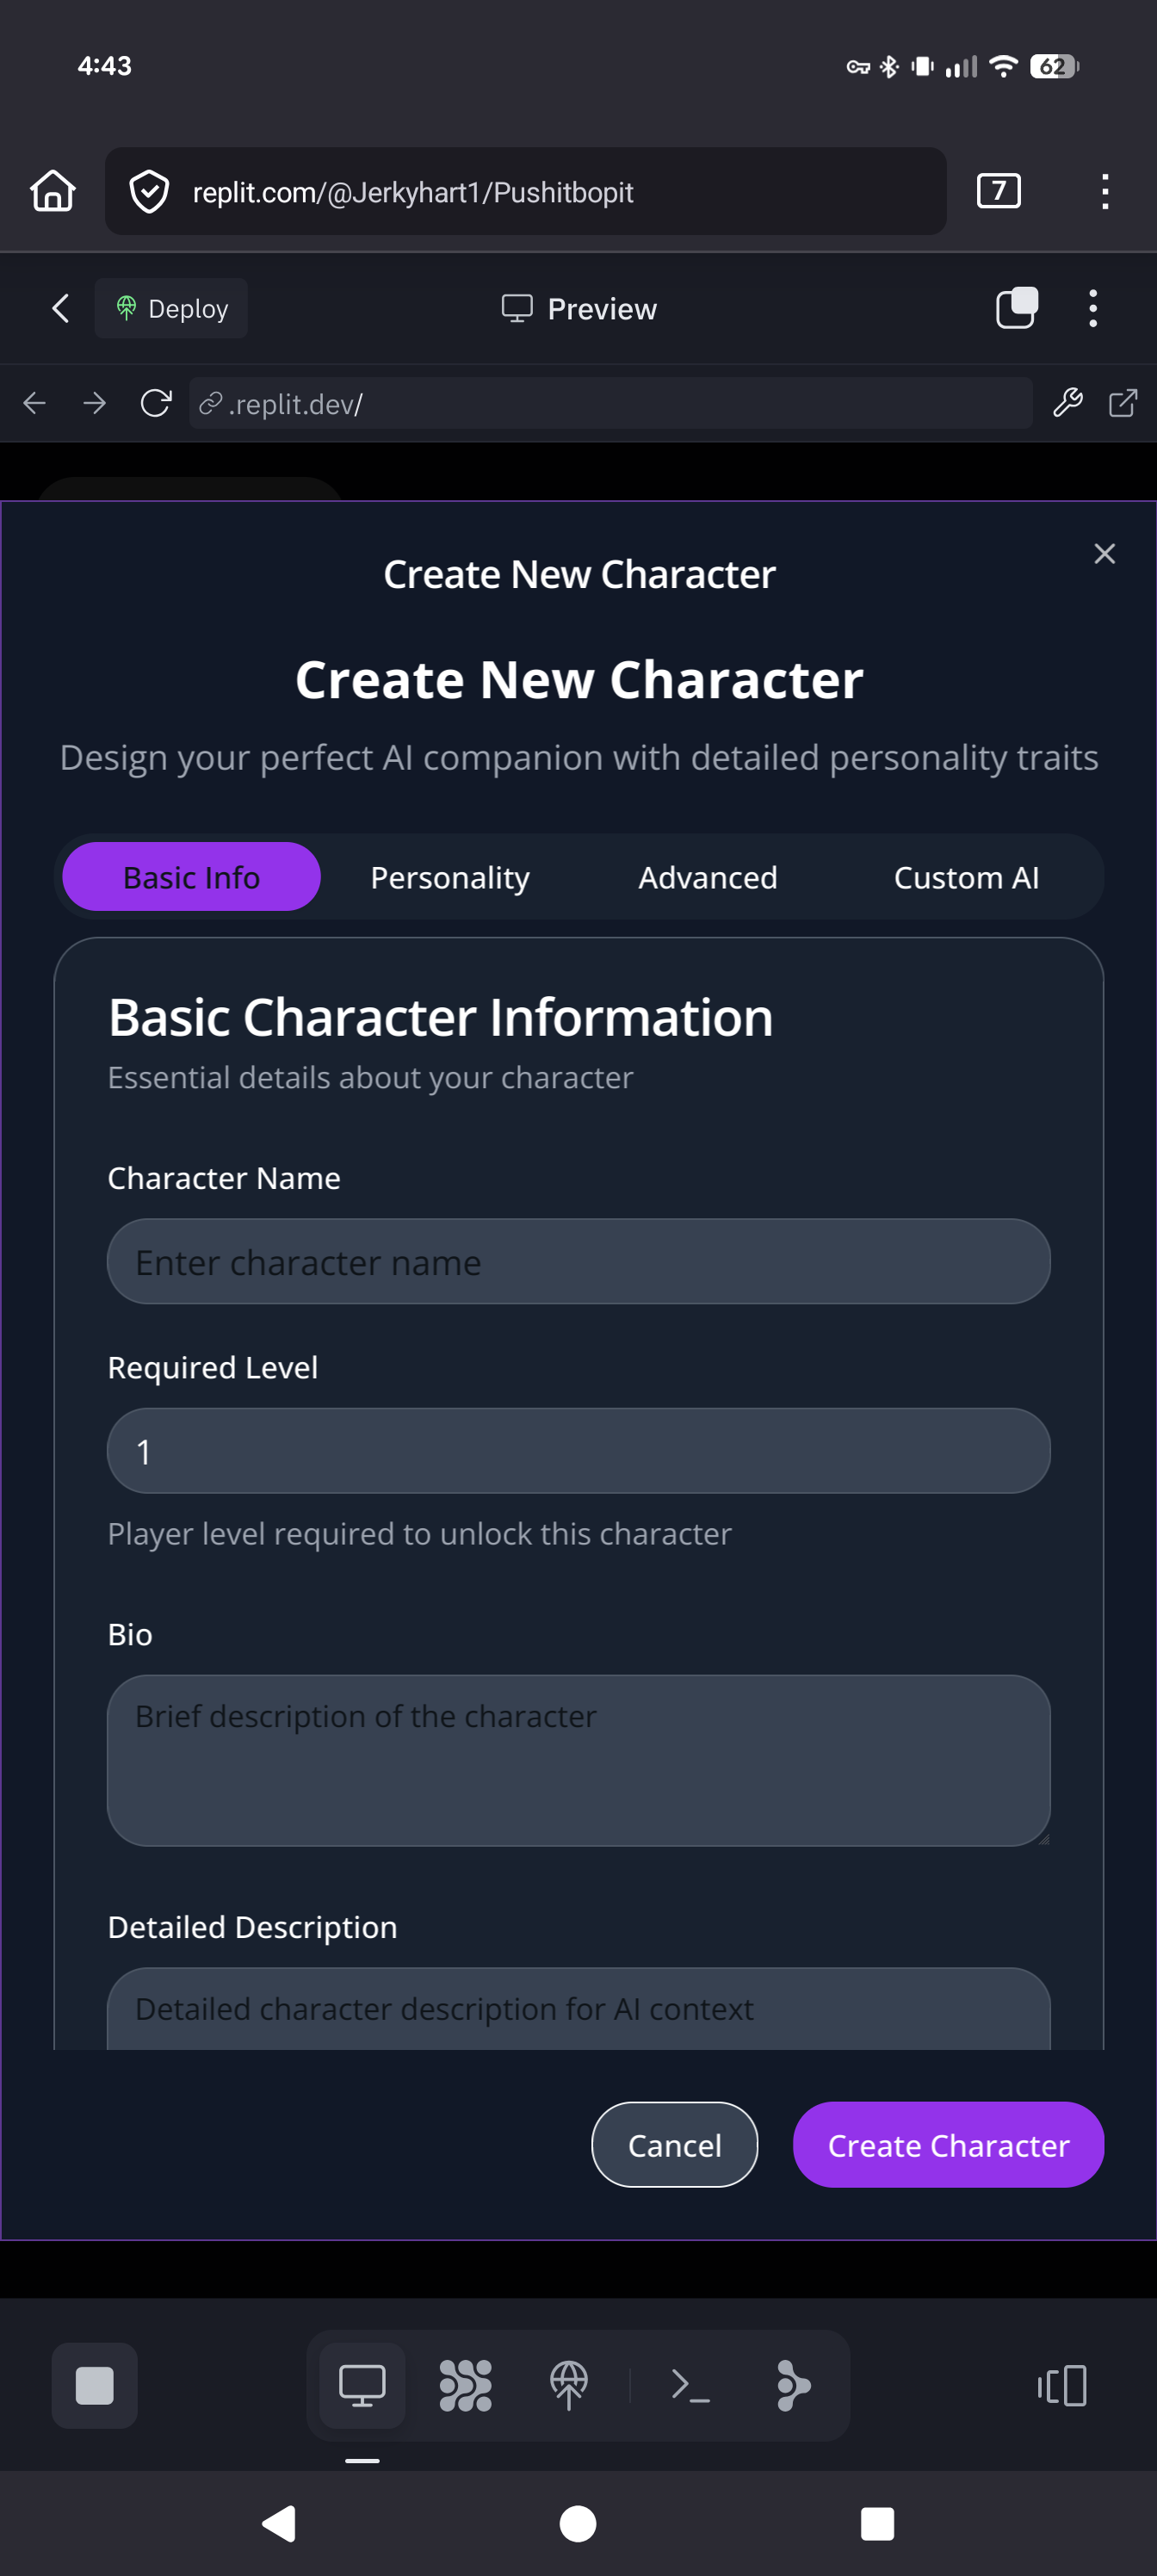 4:43
62
replit.com/@Jerkyhart1/Pushitbopit
7
Deploy
Preview
.replit.dev/
Create New Character
Create New Character
Design your perfect AI companion with detailed personality traits
Basic Info Personality Advanced Custom AI
Basic Character Information
Essential details about your character
Character Name
Enter character name
Required Level
1
Player level required to unlock this character
Bio
Brief description of the character
Detailed Description
Detailed character description for AI context
Cancel Create Character